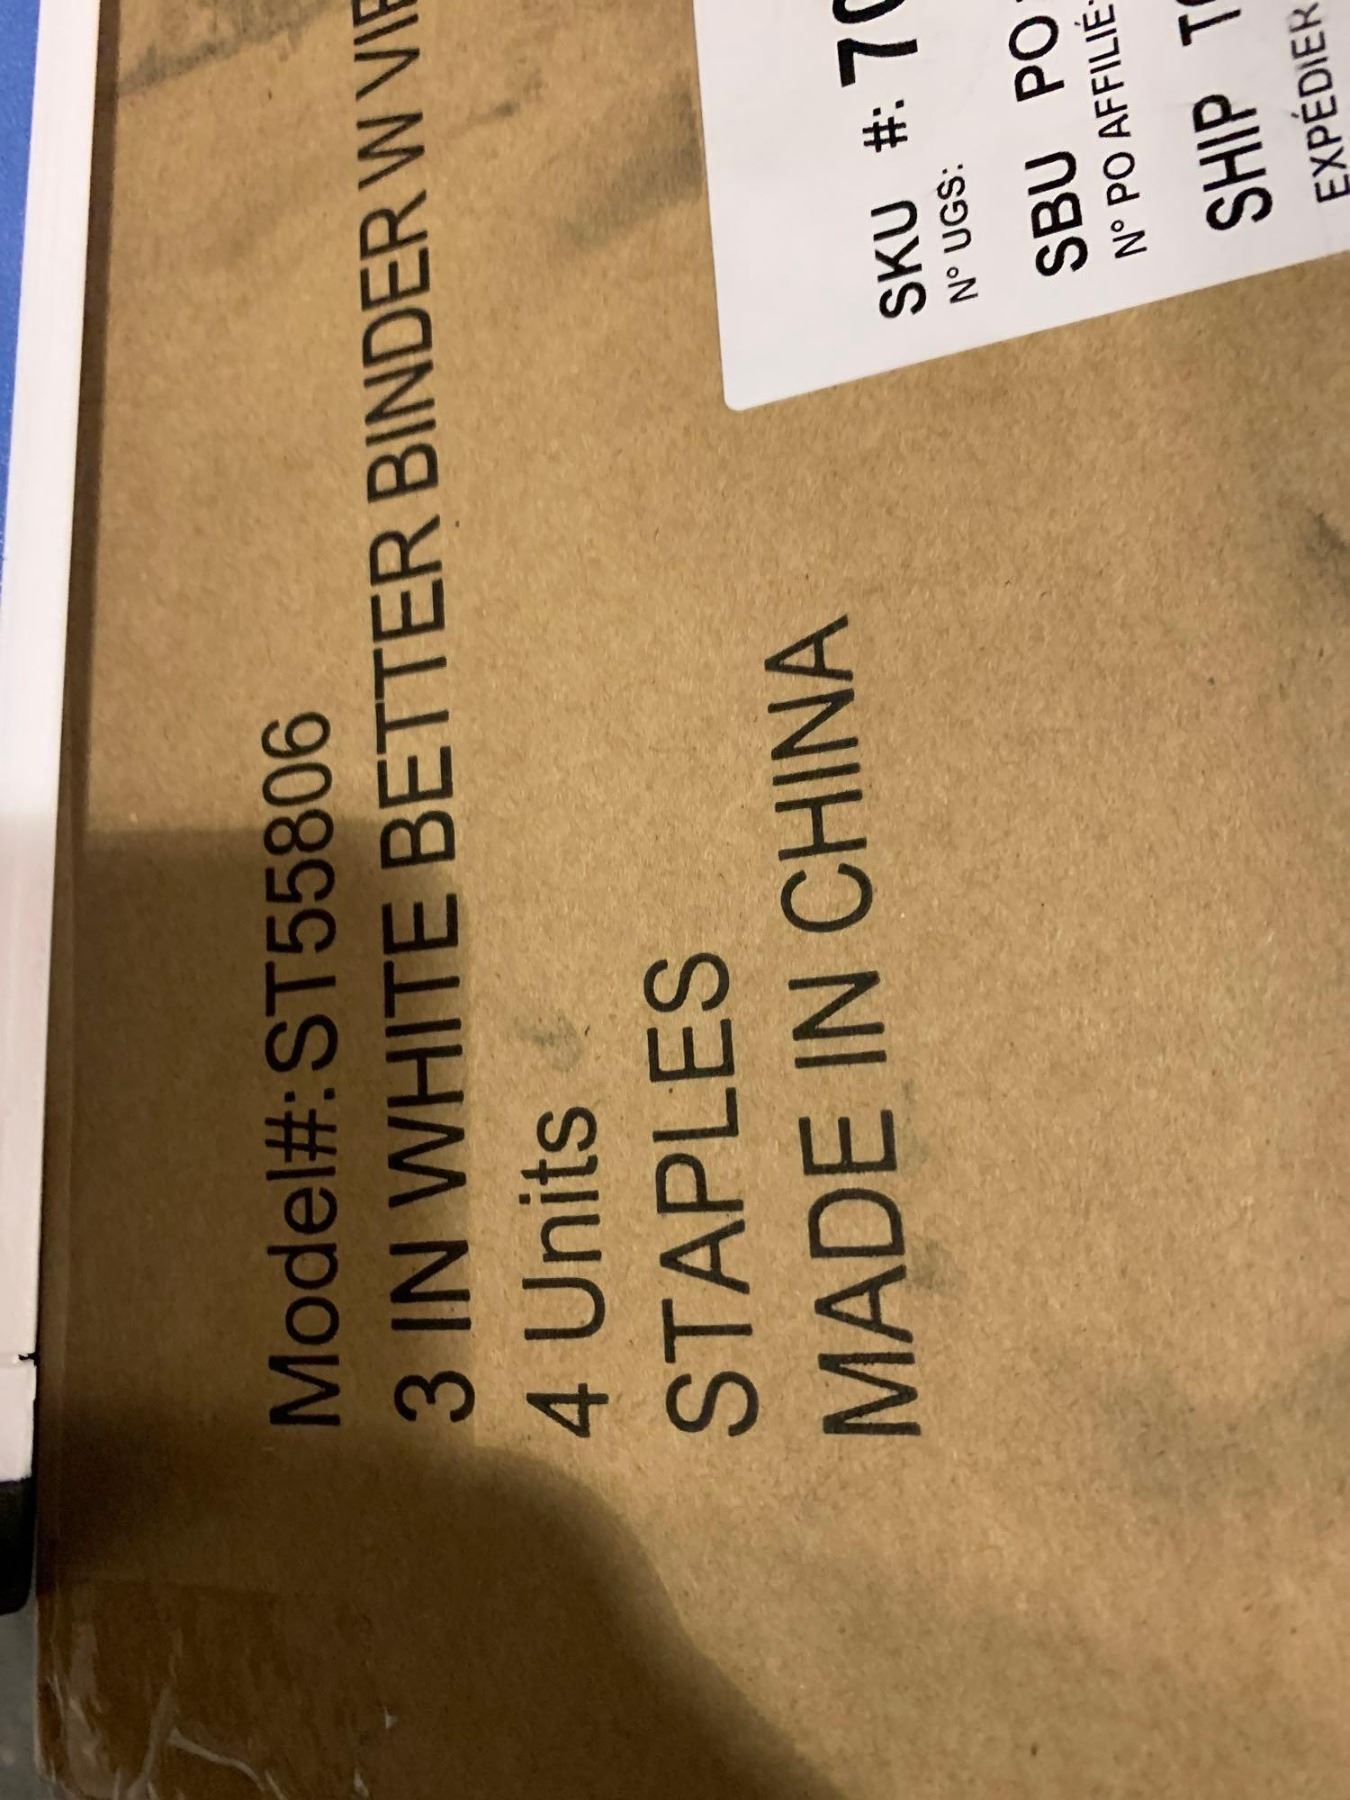 Model#:ST55806
3 IN WHITE BETTER BINDER W
4 Units
STAPLES
MADE IN CHINA
SKU #: 70
N° UGS:
SBU PO
N° PO AFFILIÉ
SHIP
EXPÉDIER